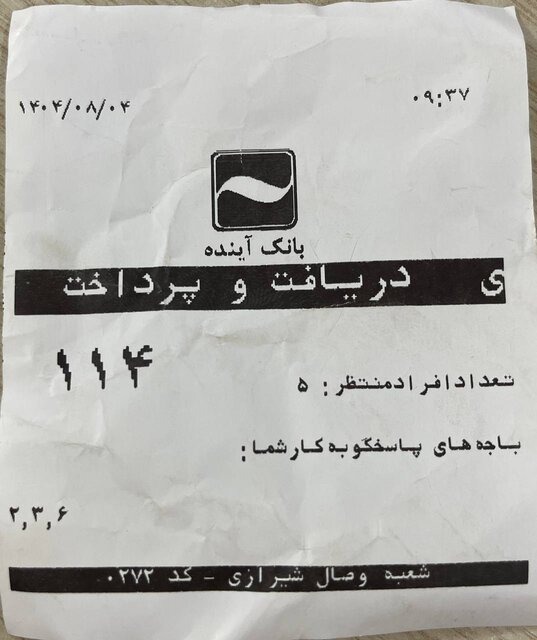 ۰۹:۳۷ ۱۴۰۴/۰۸/۰۴
بانک آینده
ی دریافت و پرداخت
۱۱۴
تعداد افراد منتظر: ۵
باجه های پاسخگو به کار شما:
۲,۳,۶
شعبه وصال شیرازی - کد ۰۲۷۲